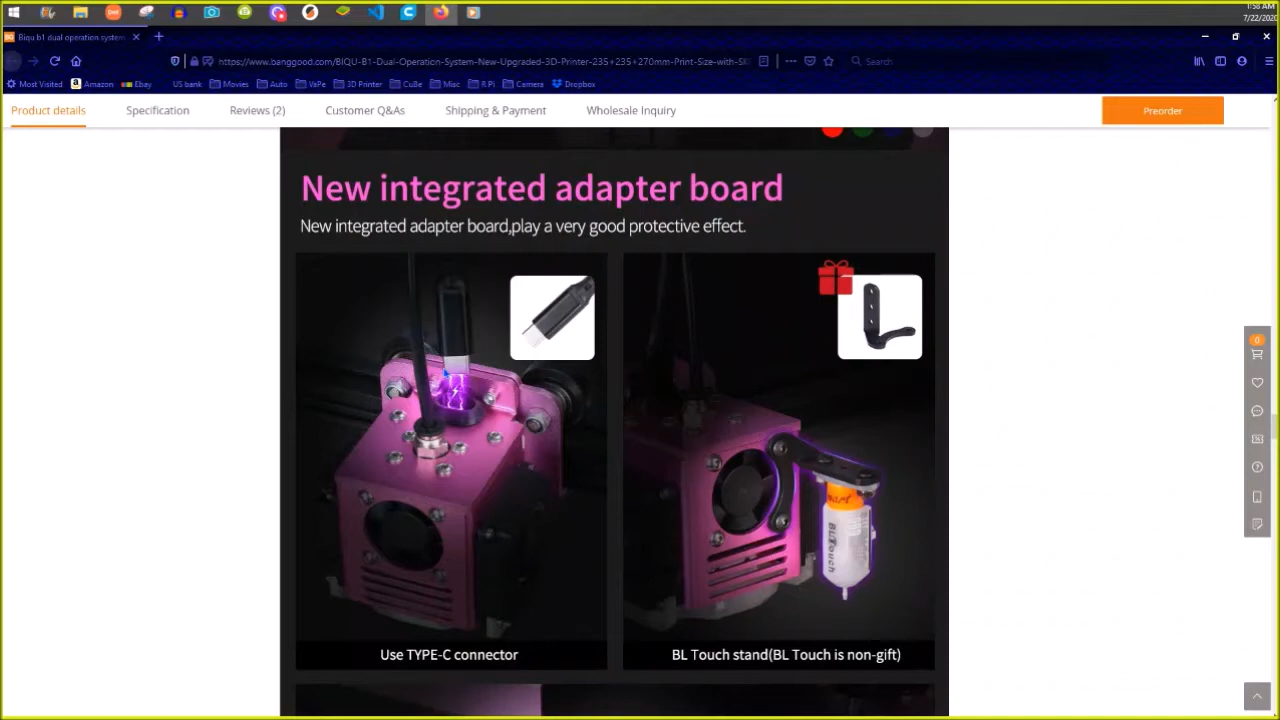 1:58 AM
7/22/2020
Biqu b1 dual operation system
https://www.banggood.com/BIQU-B1-Dual-Operation-System-New-Upgraded-3D-Printer-235+235+270mm-Print-Size-with-
Search
Most Visited Amazon Ebay US bank Movies Auto VaPe 3D Printer CuBe Misc R Pi Camera Dropbox
Product details Specification Reviews (2) Customer Q&As Shipping & Payment Wholesale Inquiry Preorder
New integrated adapter board
New integrated adapter board,play a very good protective effect.
BLTouch
0
Use TYPE-C connector
BL Touch stand(BL Touch is non-gift)